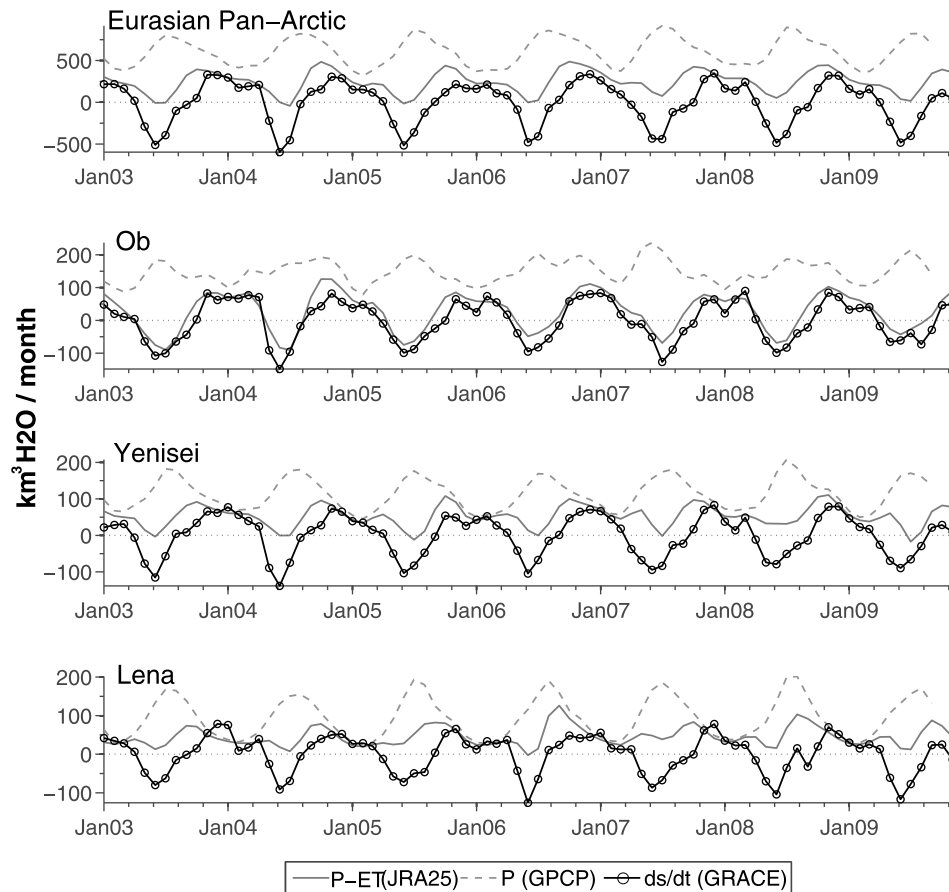 Eurasian Pan−Arctic
500
0
−500
Jan03 Jan04 Jan05 Jan06 Jan07 Jan08 Jan09
Ob
200
100
0
−100
Jan03 Jan04 Jan05 Jan06 Jan07 Jan08 Jan09
km³ H2O / month
Yenisei
200
100
0
−100
Jan03 Jan04 Jan05 Jan06 Jan07 Jan08 Jan09
Lena
200
100
0
−100
Jan03 Jan04 Jan05 Jan06 Jan07 Jan08 Jan09
P−ET(JRA25) P (GPCP) ds/dt (GRACE)